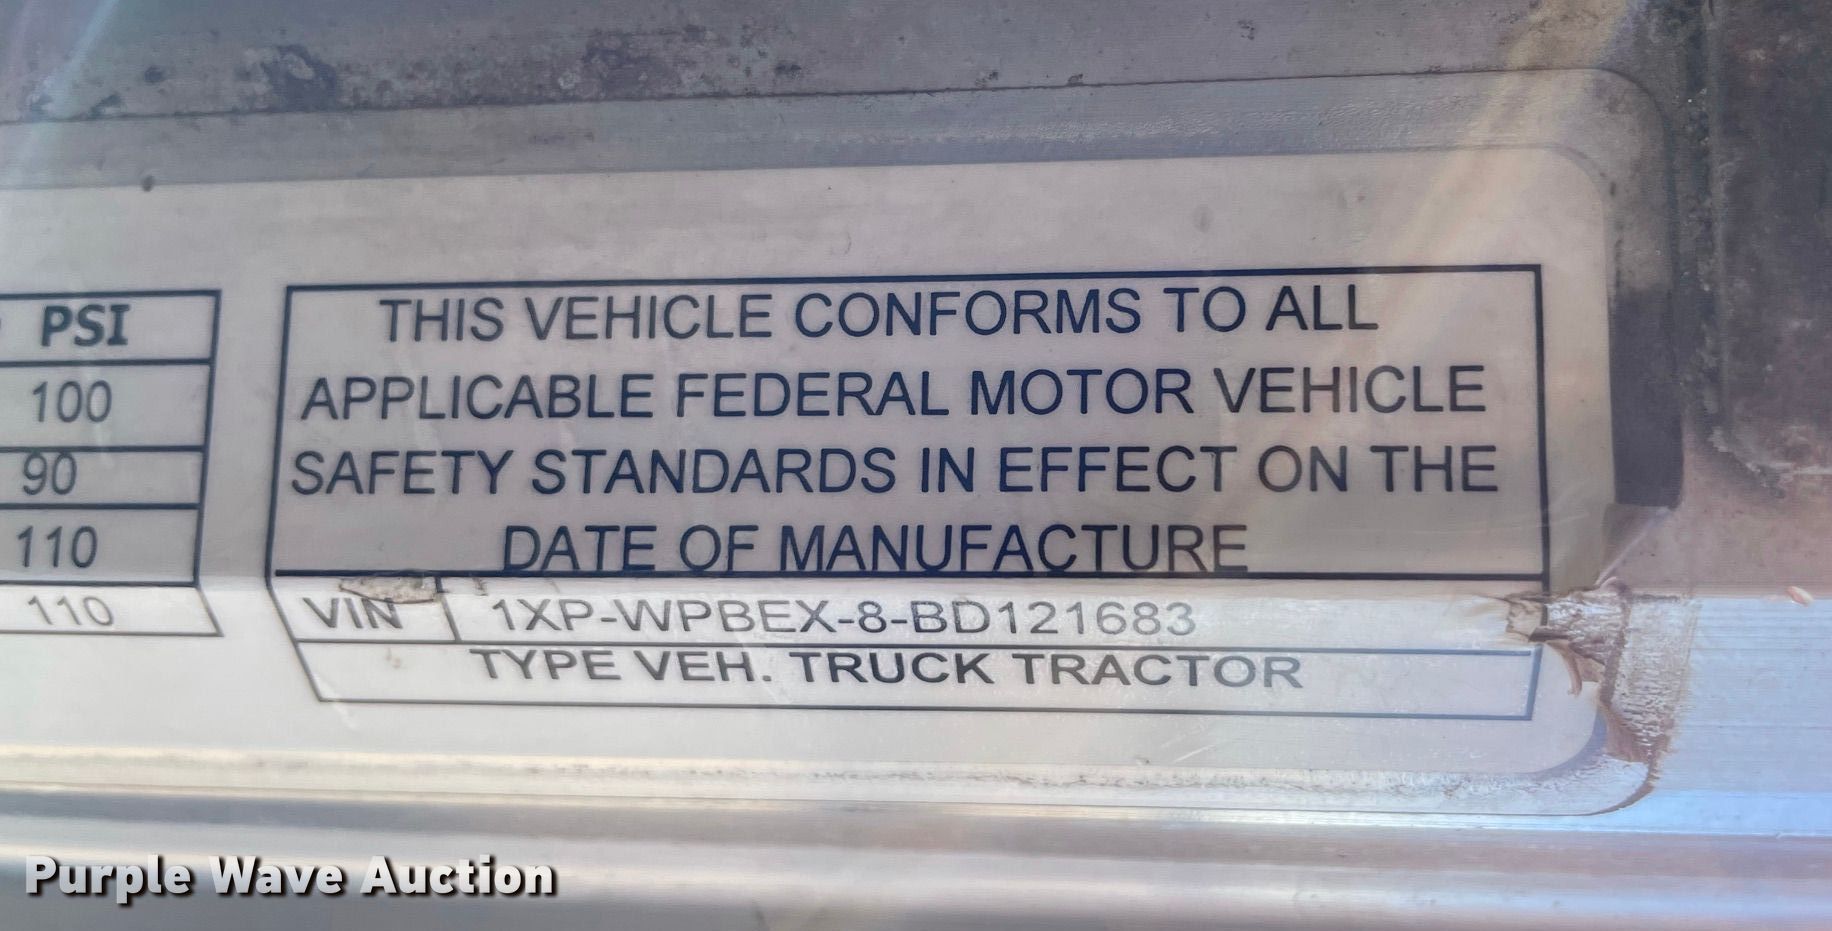 PSI
100
90
110
110
THIS VEHICLE CONFORMS TO ALL
APPLICABLE FEDERAL MOTOR VEHICLE
SAFETY STANDARDS IN EFFECT ON THE
DATE OF MANUFACTURE
VIN 1XP-WPBEX-8-BD121683
TYPE VEH. TRUCK TRACTOR
Purple Wave Auction